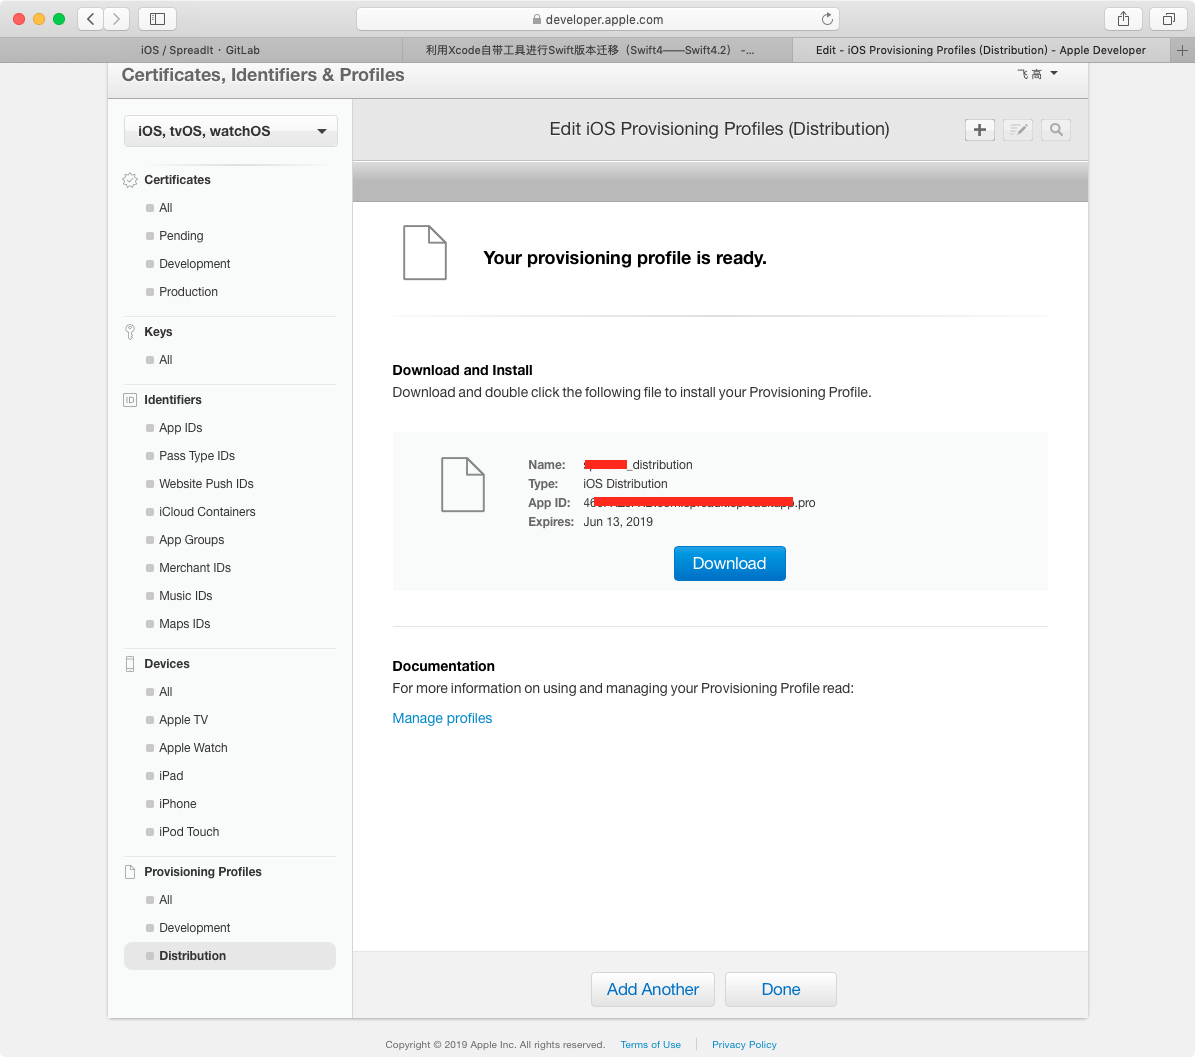 developer.apple.com
iOS / SpreadIt · GitLab
利用Xcode自带工具进行Swift版本迁移（Swift4——Swift4.2） -...
Edit - iOS Provisioning Profiles (Distribution) - Apple Developer
Certificates, Identifiers & Profiles
飞 高
iOS, tvOS, watchOS
Edit iOS Provisioning Profiles (Distribution)
Certificates
All
Pending
Development
Production
Keys
All
ID Identifiers
App IDs
Pass Type IDs
Website Push IDs
iCloud Containers
App Groups
Merchant IDs
Music IDs
Maps IDs
Devices
All
Apple TV
Apple Watch
iPad
iPhone
iPod Touch
Provisioning Profiles
All
Development
Distribution
Your provisioning profile is ready.
Download and Install
Download and double click the following file to install your Provisioning Profile.
Name: _distribution
Type: iOS Distribution
App ID: .pro
Expires: Jun 13, 2019
Download
Documentation
For more information on using and managing your Provisioning Profile read:
Manage profiles
Add Another
Done
Copyright © 2019 Apple Inc. All rights reserved. Terms of Use Privacy Policy